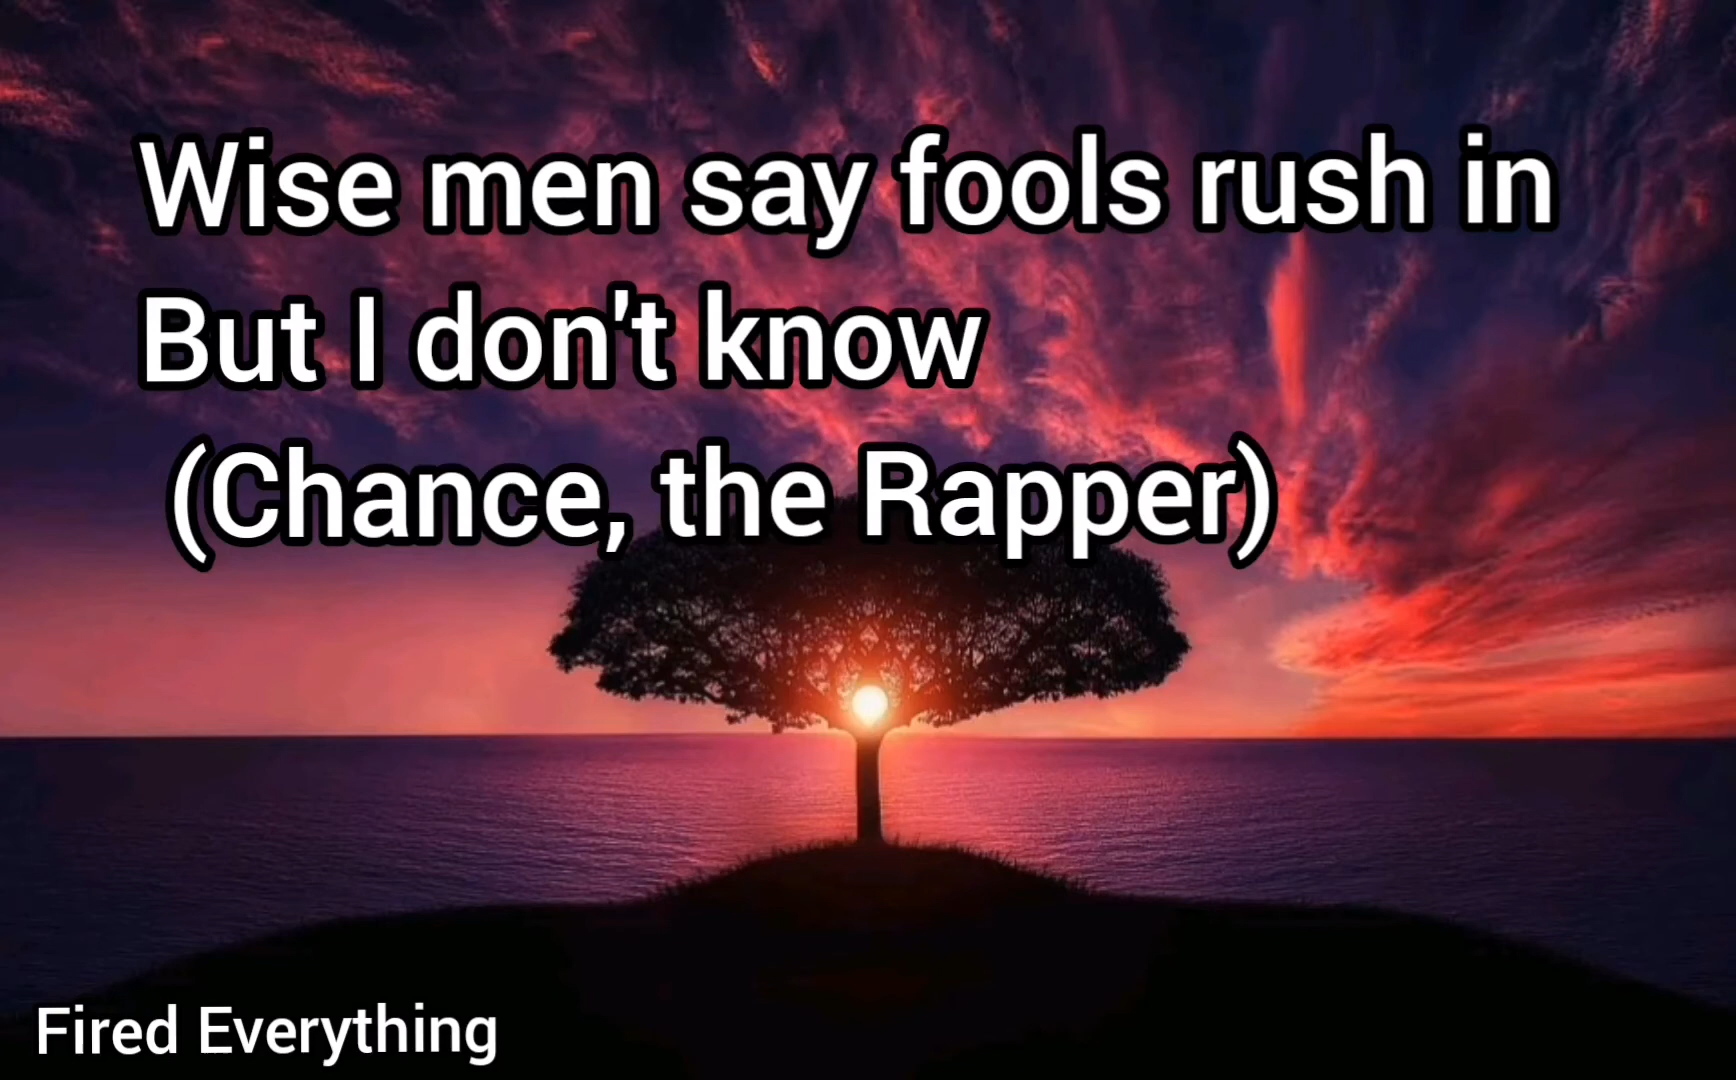 Wise men say fools rush in
But I don't know
(Chance, the Rapper)
Fired Everything